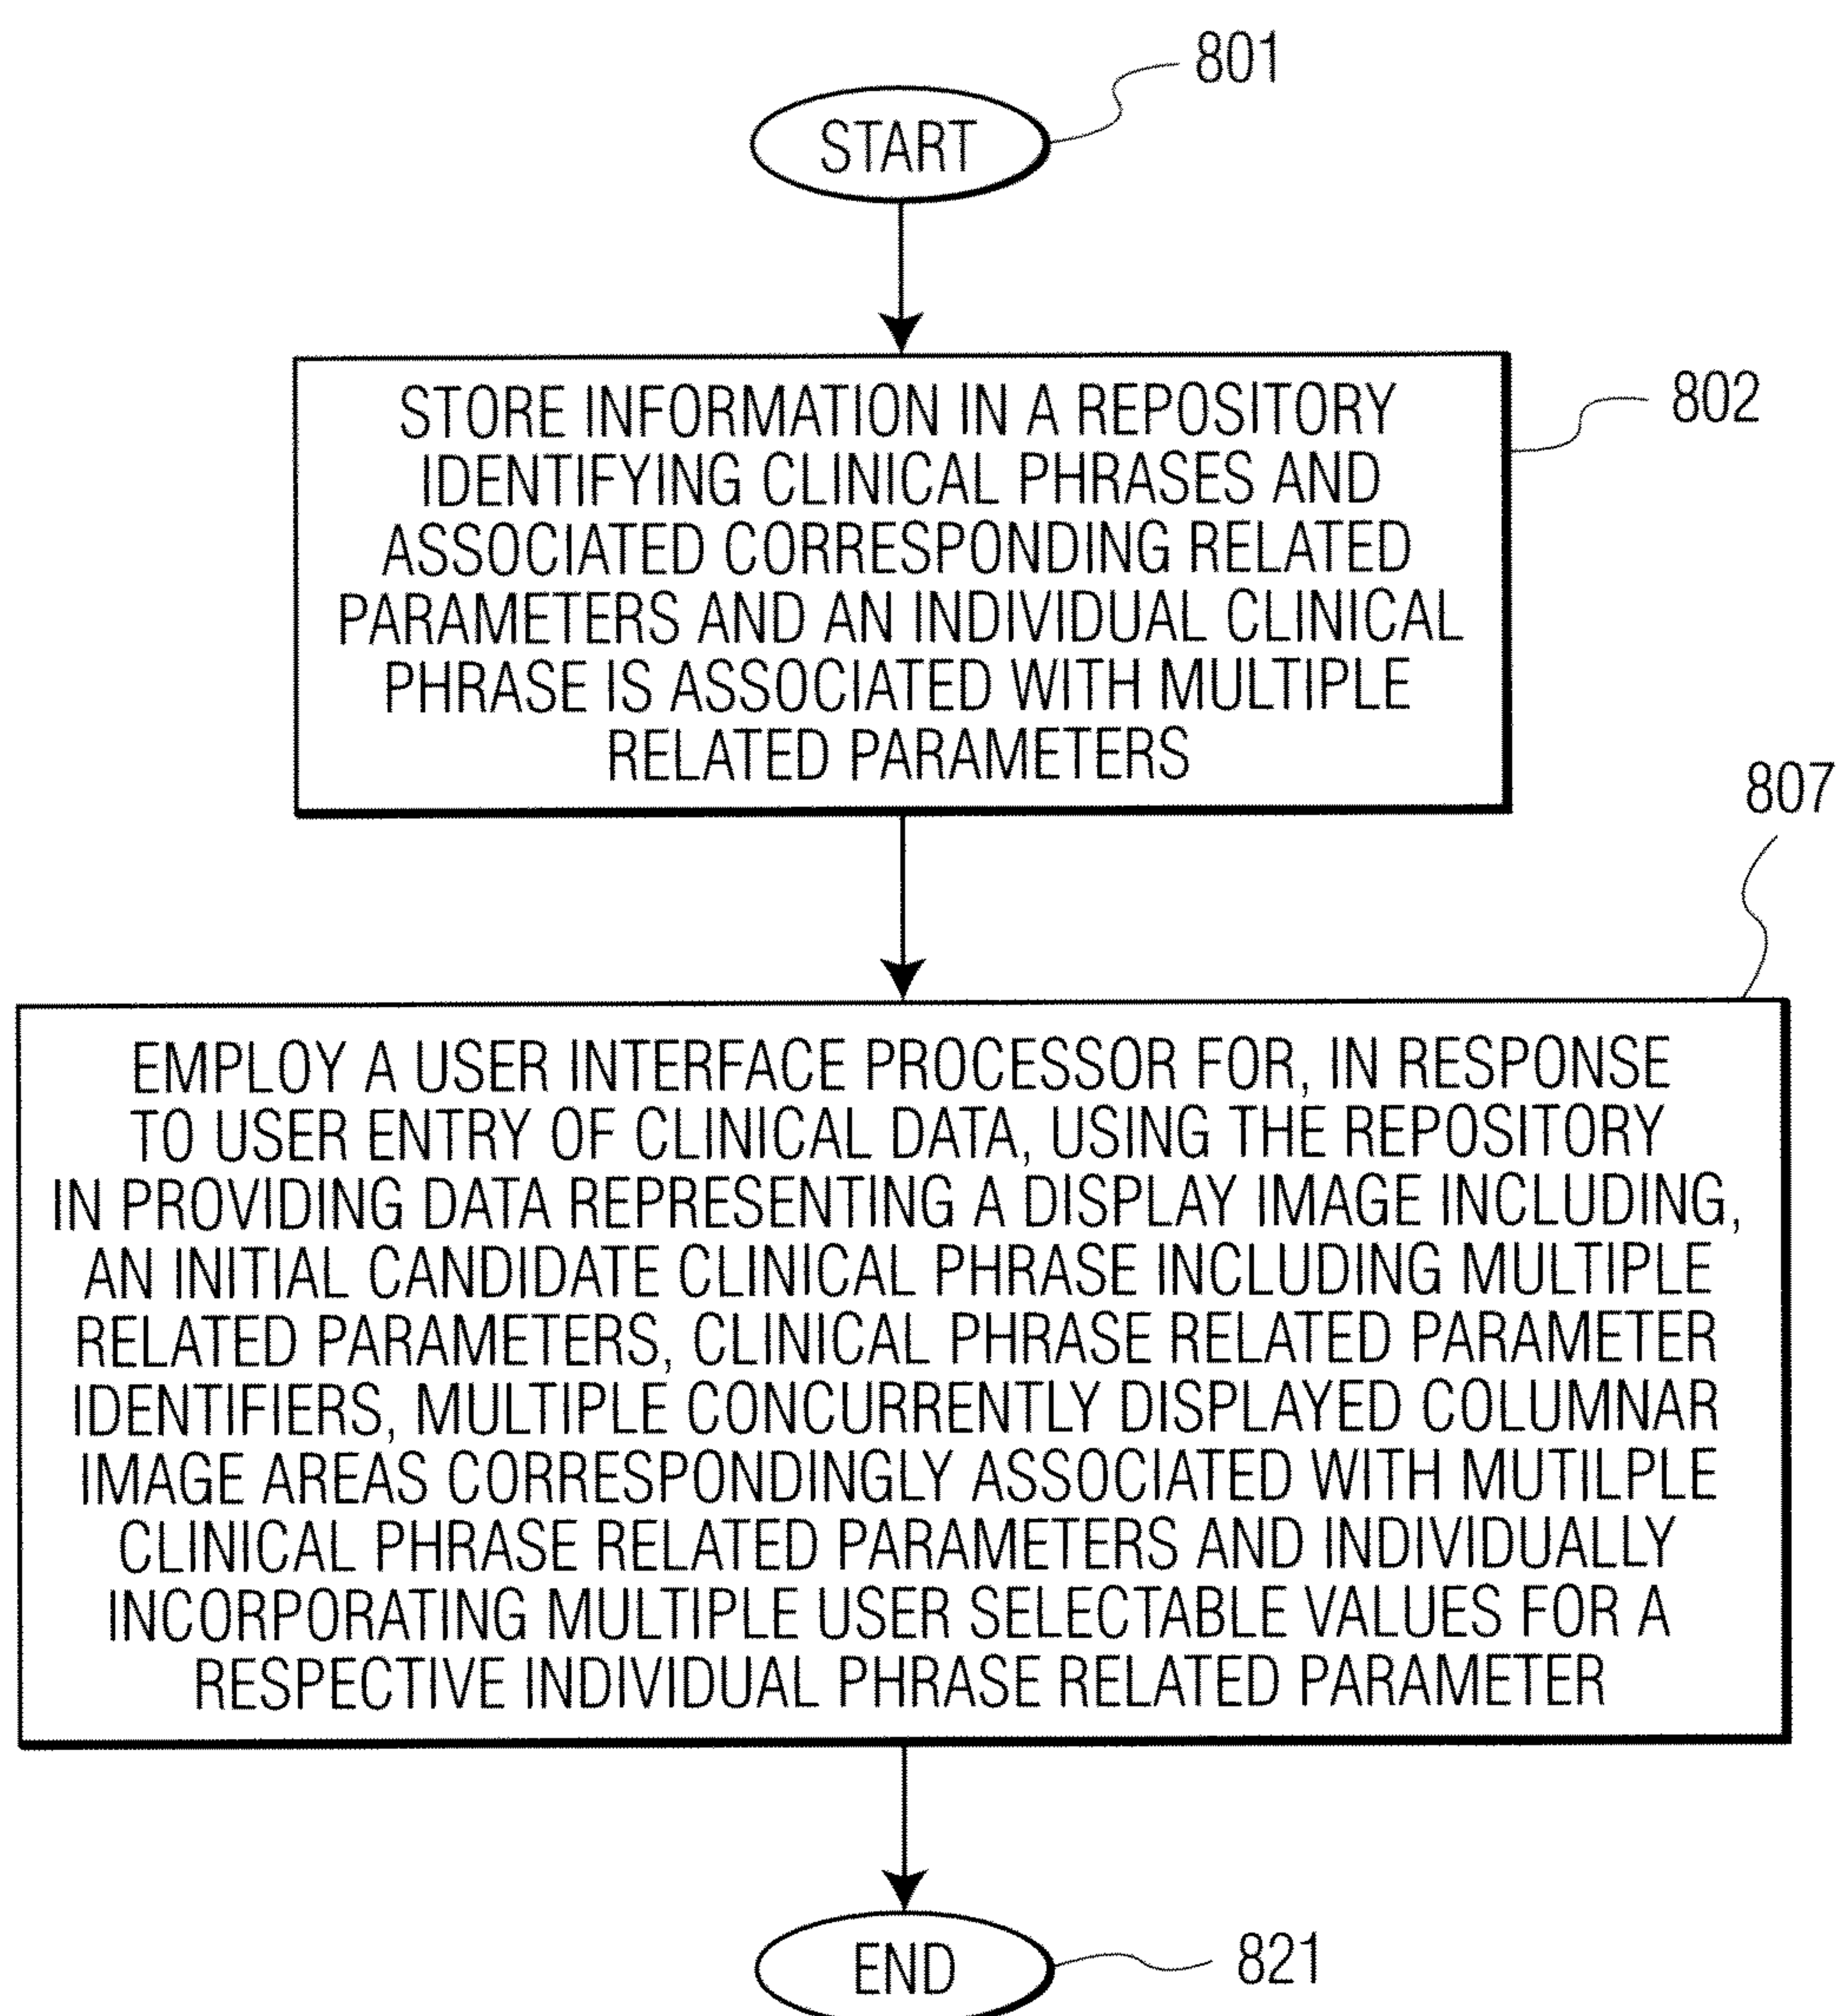 801
START
STORE INFORMATION IN A REPOSITORY
IDENTIFYING CLINICAL PHRASES AND
ASSOCIATED CORRESPONDING RELATED
PARAMETERS AND AN INDIVIDUAL CLINICAL
PHRASE IS ASSOCIATED WITH MULTIPLE
RELATED PARAMETERS
802
807
EMPLOY A USER INTERFACE PROCESSOR FOR, IN RESPONSE
TO USER ENTRY OF CLINICAL DATA, USING THE REPOSITORY
IN PROVIDING DATA REPRESENTING A DISPLAY IMAGE INCLUDING,
AN INITIAL CANDIDATE CLINICAL PHRASE INCLUDING MULTIPLE
RELATED PARAMETERS, CLINICAL PHRASE RELATED PARAMETER
IDENTIFIERS, MULTIPLE CONCURRENTLY DISPLAYED COLUMNAR
IMAGE AREAS CORRESPONDINGLY ASSOCIATED WITH MUTILPLE
CLINICAL PHRASE RELATED PARAMETERS AND INDIVIDUALLY
INCORPORATING MULTIPLE USER SELECTABLE VALUES FOR A
RESPECTIVE INDIVIDUAL PHRASE RELATED PARAMETER
END
821